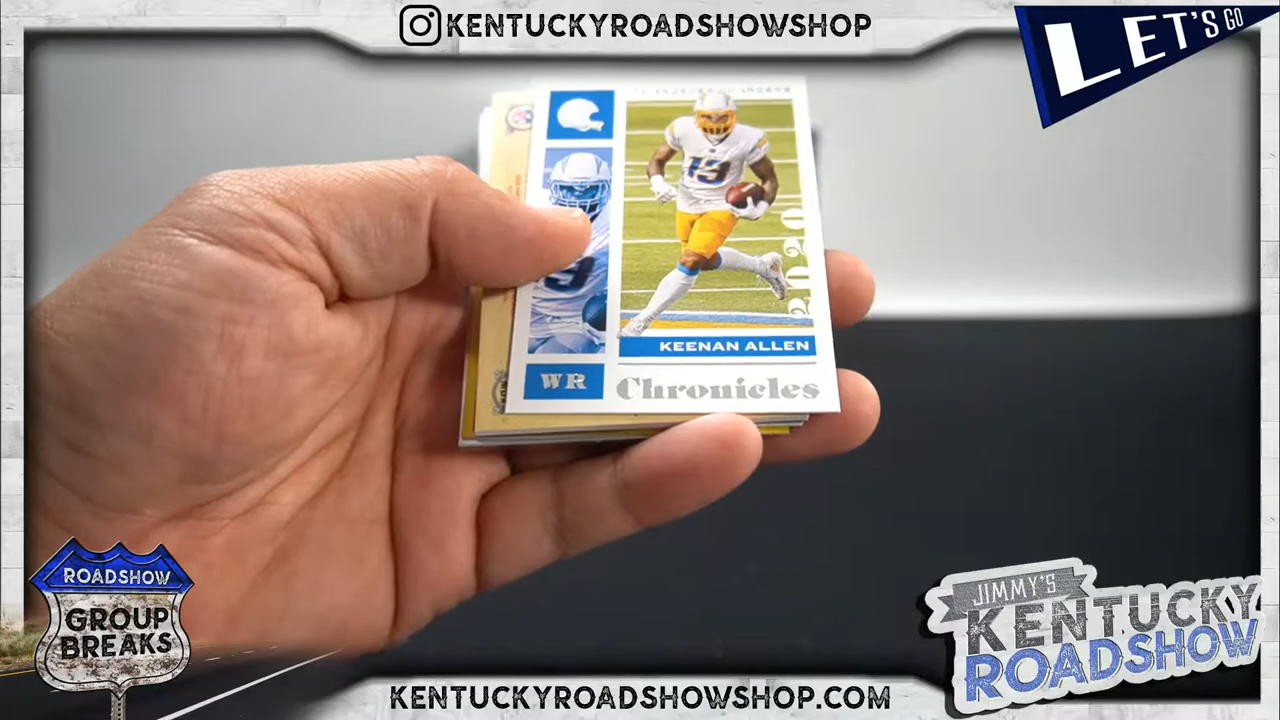 KENTUCKYROADSHOWSHOP
LET'S GO
13
2020
KEENAN ALLEN
WR
Chronicles
ROADSHOW
GROUP
BREAKS
JIMMY'S
KENTUCKY
ROADSHOW
KENTUCKYROADSHOWSHOP.COM